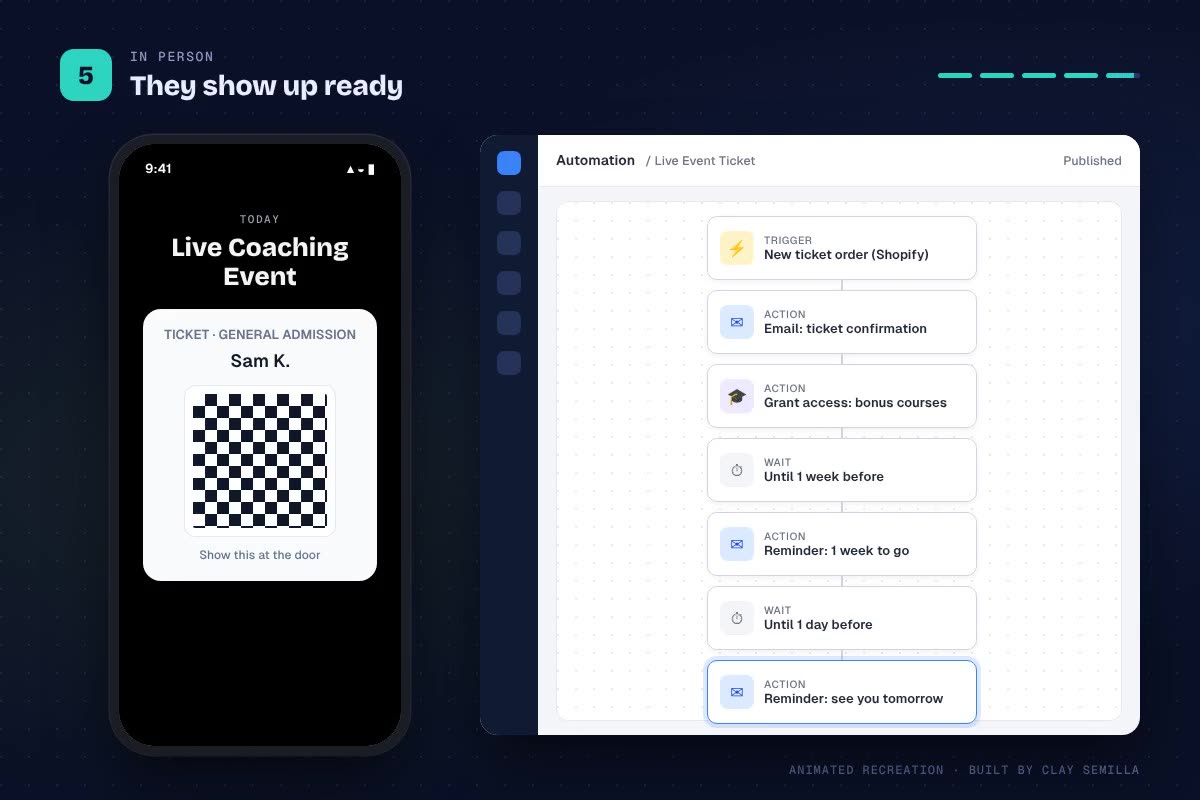 5
IN PERSON
They show up ready
9:41
TODAY
Live Coaching
Event
TICKET · GENERAL ADMISSION
Sam K.
Show this at the door
Automation / Live Event Ticket
Published
TRIGGER
New ticket order (Shopify)
ACTION
Email: ticket confirmation
ACTION
Grant access: bonus courses
WAIT
Until 1 week before
ACTION
Reminder: 1 week to go
WAIT
Until 1 day before
ACTION
Reminder: see you tomorrow
ANIMATED RECREATION · BUILT BY CLAY SEMILLA